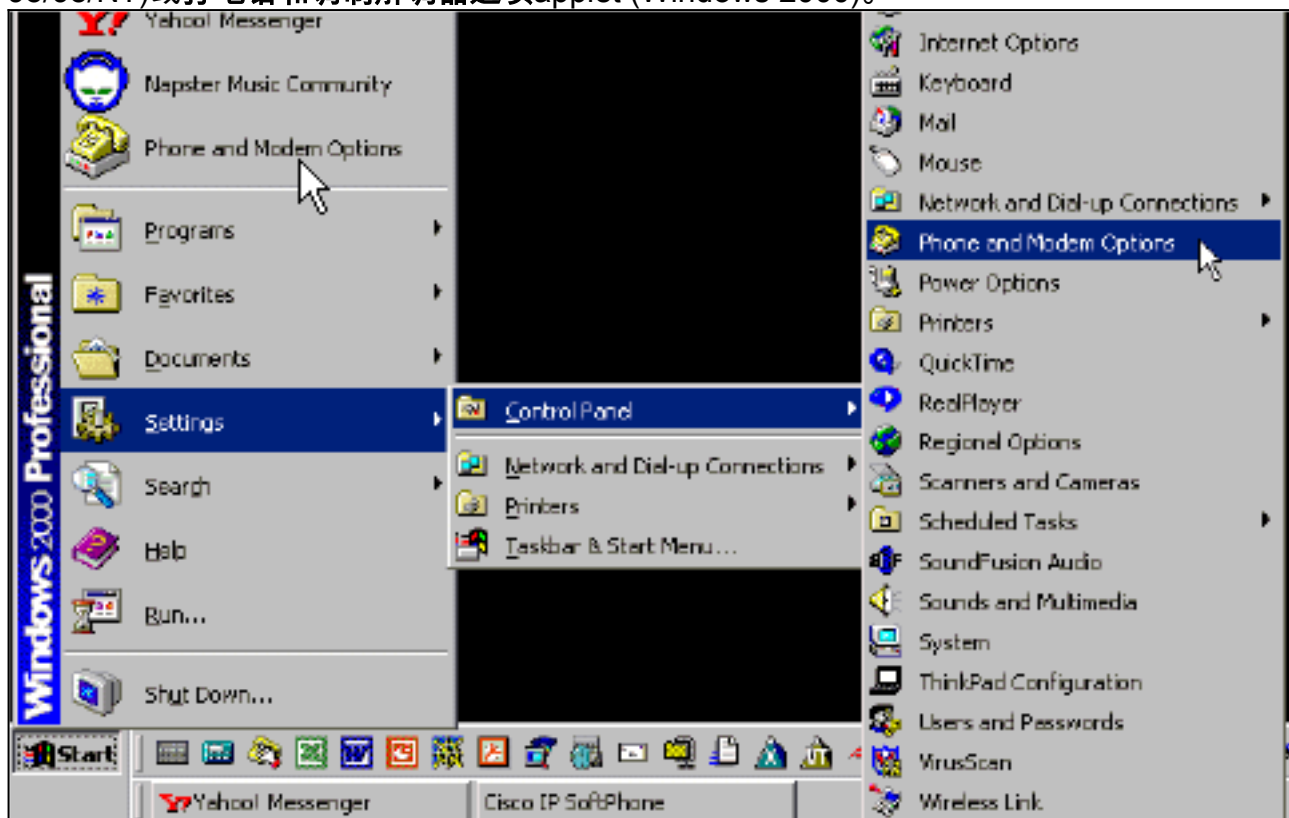 Yahoo! Messenger
Napster Music Community
Phone and Modem Options
Programs
Favorites
Documents
Settings
Search
Help
Run...
Shut Down...
Windows 2000 Professional
Control Panel
Network and Dial-up Connections
Printers
Taskbar & Start Menu...
Internet Options
Keyboard
Mail
Mouse
Network and Dial-up Connections
Phone and Modem Options
Power Options
Printers
QuickTime
RealPlayer
Regional Options
Scanners and Cameras
Scheduled Tasks
SoundFusion Audio
Sounds and Multimedia
System
ThinkPad Configuration
Users and Passwords
VirusScan
Wireless Link
Start
Yahoo! Messenger
Cisco IP SoftPhone